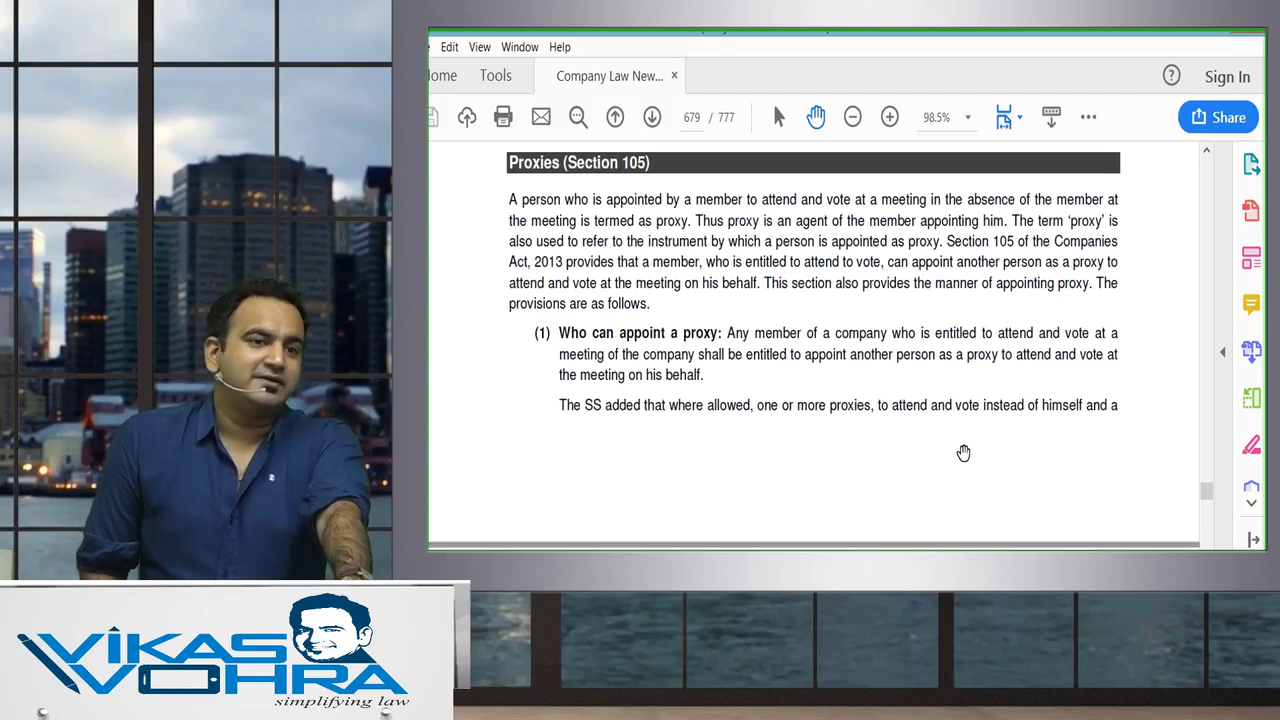 Edit View Window Help
ome Tools Company Law New... × Sign In
679 / 777 98.5% Share
Proxies (Section 105)
A person who is appointed by a member to attend and vote at a meeting in the absence of the member at
the meeting is termed as proxy. Thus proxy is an agent of the member appointing him. The term ‘proxy’ is
also used to refer to the instrument by which a person is appointed as proxy. Section 105 of the Companies
Act, 2013 provides that a member, who is entitled to attend to vote, can appoint another person as a proxy to
attend and vote at the meeting on his behalf. This section also provides the manner of appointing proxy. The
provisions are as follows.
(1) Who can appoint a proxy: Any member of a company who is entitled to attend and vote at a
meeting of the company shall be entitled to appoint another person as a proxy to attend and vote at
the meeting on his behalf.
The SS added that where allowed, one or more proxies, to attend and vote instead of himself and a
VIKAS
VOHRA
simplifying law